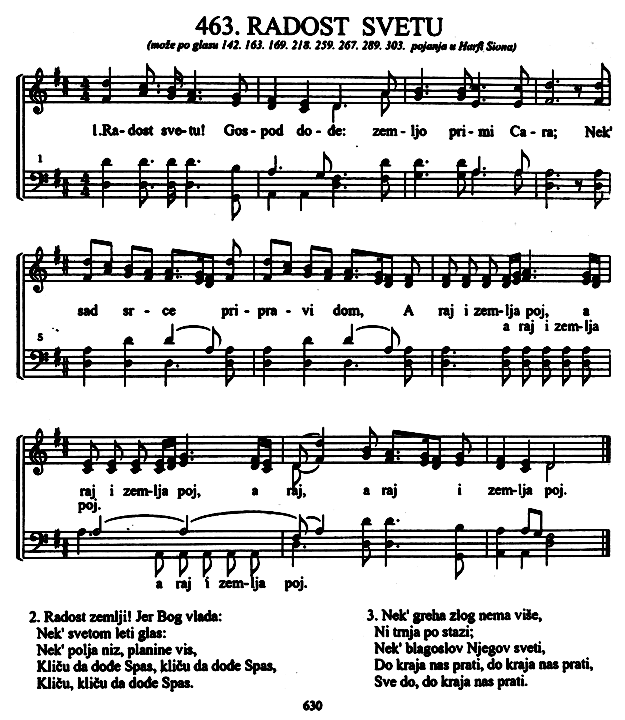 463. RADOST SVETU
(može po glasu 142. 163. 169. 218. 259. 267. 289. 303. pojanja u Harfi Siona)
1.Ra- dost sve- tu! Gos - pod do - đe: zem - ljo pri - mi Ca - ra; Nek'
1
sad sr - ce pri - pra - vi dom, A raj i zem-lja poj, a
a raj i zem-lja
5
raj i zem-lja poj, a raj, a raj i zem-lja poj.
poj.
a raj i zem-lja poj.
2. Radost zemlji! Jer Bog vlada:
Nek' svetom leti glas:
Nek' polja niz, planine vis,
Kliču da dođe Spas, kliču da dođe Spas,
Kliču, kliču da dođe Spas.
3. Nek' greha zlog nema više,
Ni trnja po stazi;
Nek' blagoslov Njegov sveti,
Do kraja nas prati, do kraja nas prati,
Sve do, do kraja nas prati.
630